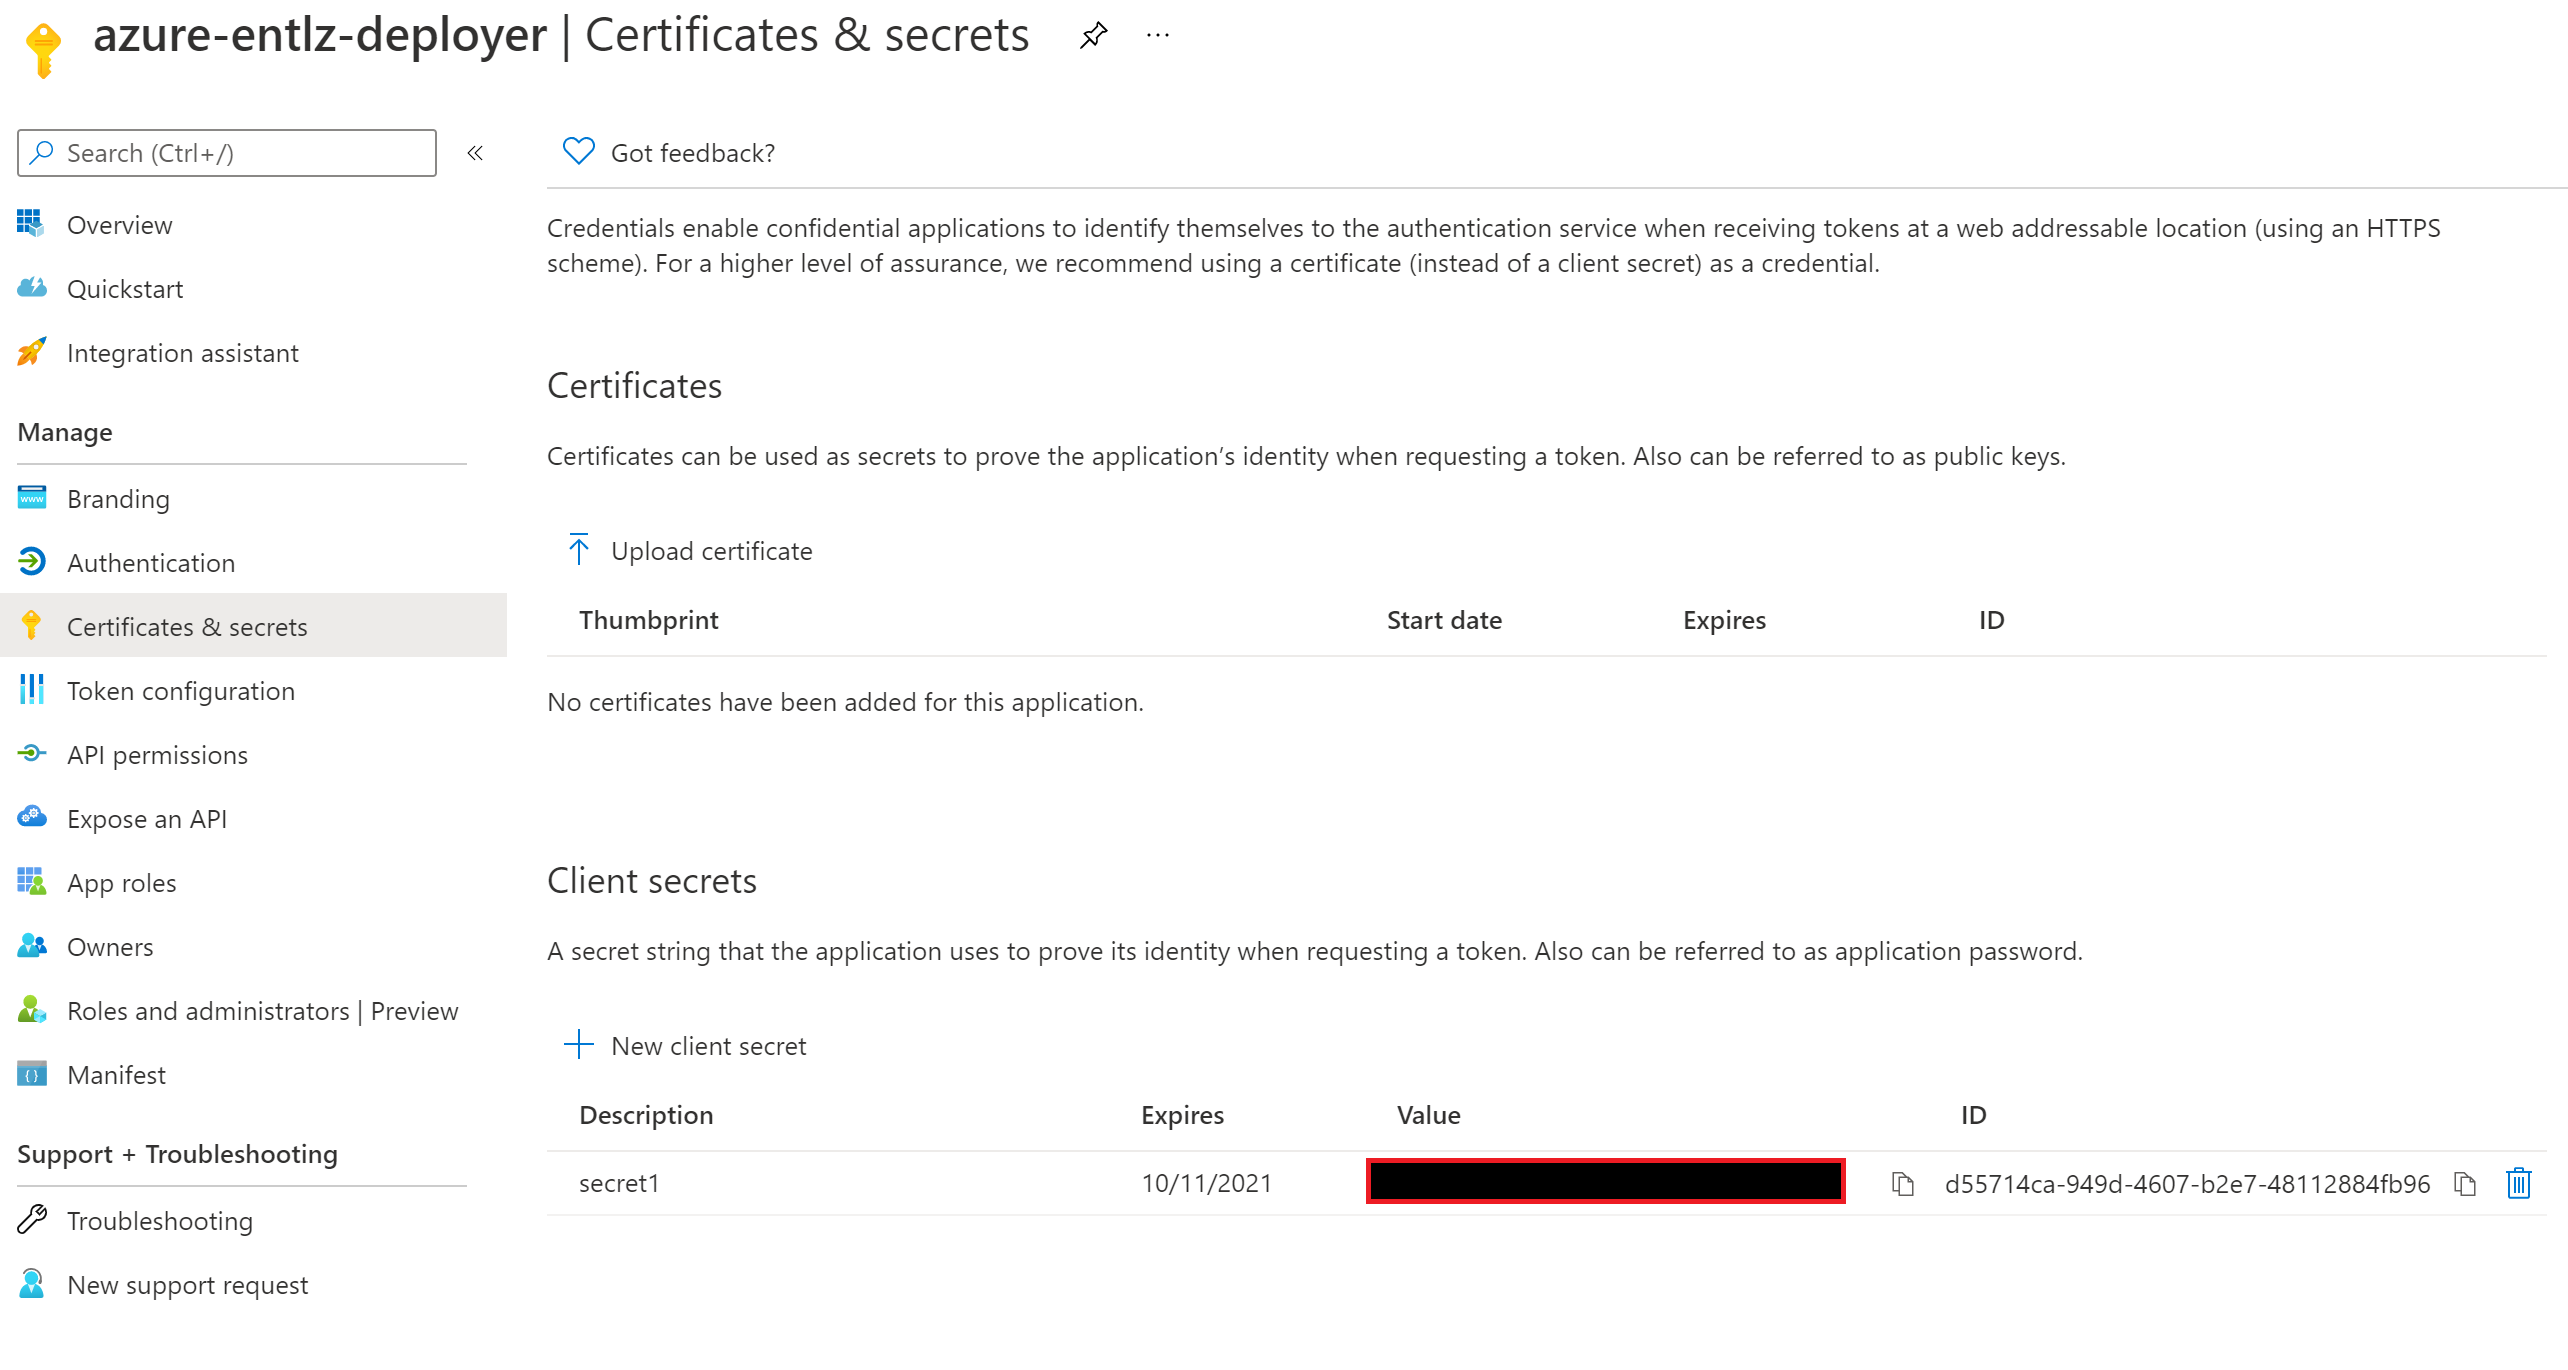 azure-entlz-deployer | Certificates & secrets
Search (Ctrl+/)
Overview
Quickstart
Integration assistant
Manage
Branding
Authentication
Certificates & secrets
Token configuration
API permissions
Expose an API
App roles
Owners
Roles and administrators | Preview
Manifest
Support + Troubleshooting
Troubleshooting
New support request
Got feedback?
Credentials enable confidential applications to identify themselves to the authentication service when receiving tokens at a web addressable location (using an HTTPS
scheme). For a higher level of assurance, we recommend using a certificate (instead of a client secret) as a credential.
Certificates
Certificates can be used as secrets to prove the application’s identity when requesting a token. Also can be referred to as public keys.
Upload certificate
Thumbprint Start date Expires ID
No certificates have been added for this application.
Client secrets
A secret string that the application uses to prove its identity when requesting a token. Also can be referred to as application password.
New client secret
Description Expires Value ID
secret1 10/11/2021 d55714ca-949d-4607-b2e7-48112884fb96